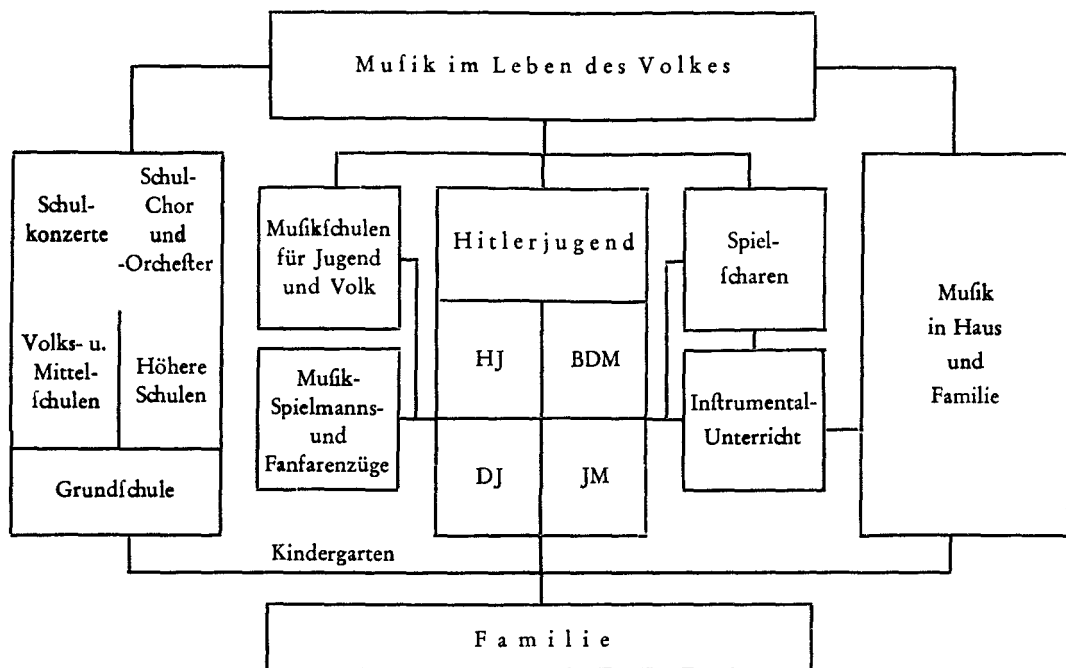 Muſik im Leben des Volkes
Schul-
konzerte
Schul-
Chor
und
-Orcheſter
Volks- u.
Mittel-
ſchulen
Höhere
Schulen
Grundſchule
Muſikſchulen
für Jugend
und Volk
Muſik-
Spielmanns-
und
Fanfarenzüge
Hitlerjugend
HJ
BDM
DJ
JM
Spiel-
ſcharen
Inſtrumental-
Unterricht
Muſik
in Haus
und
Familie
Kindergarten
Familie